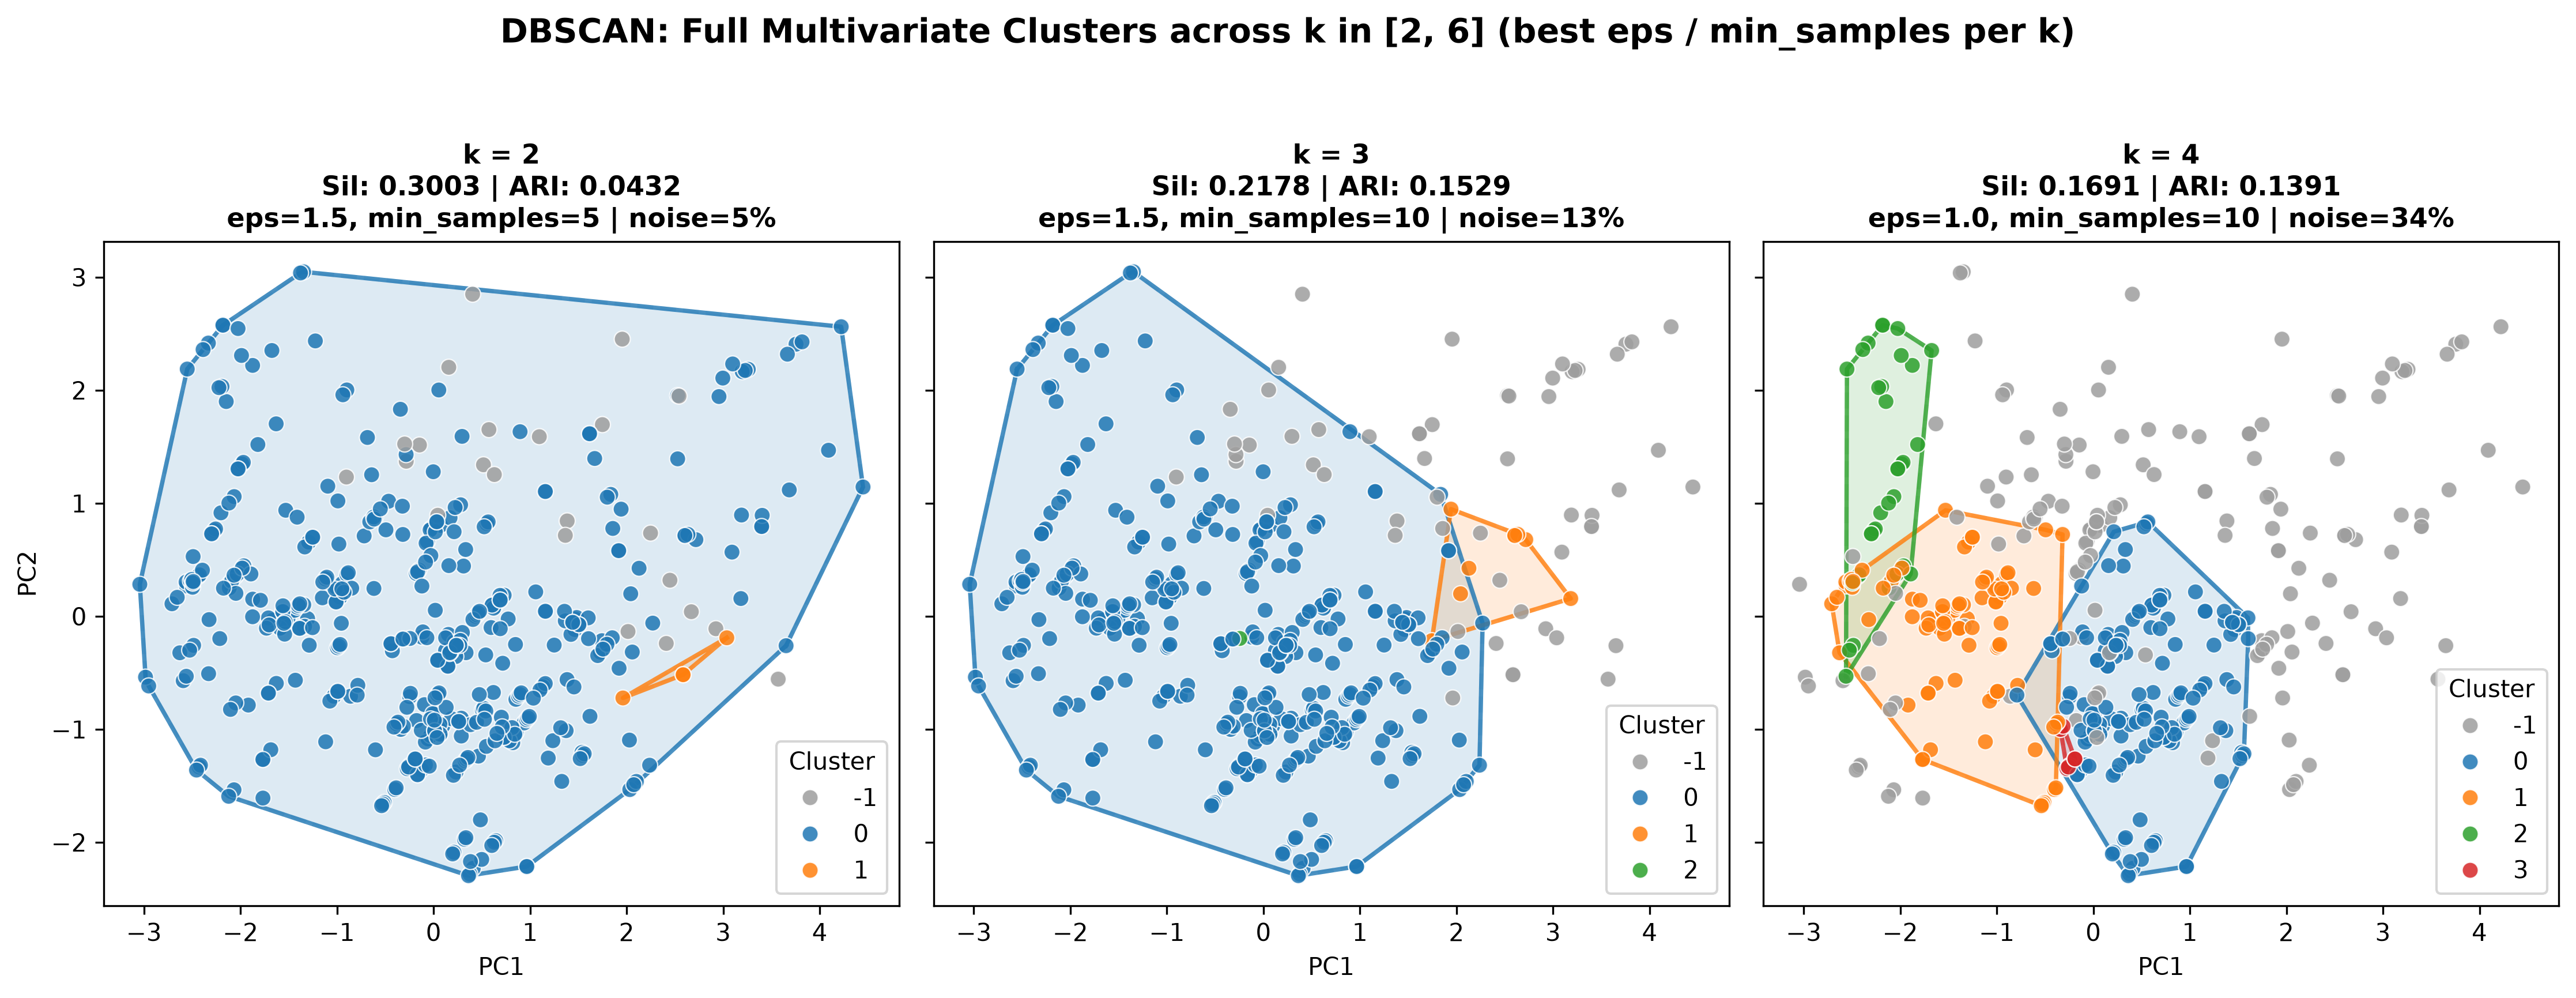 DBSCAN: Full Multivariate Clusters across k in [2, 6] (best eps / min_samples per k)
k = 2
Sil: 0.3003 | ARI: 0.0432
eps=1.5, min_samples=5 | noise=5%
k = 3
Sil: 0.2178 | ARI: 0.1529
eps=1.5, min_samples=10 | noise=13%
k = 4
Sil: 0.1691 | ARI: 0.1391
eps=1.0, min_samples=10 | noise=34%
PC2
3
2
1
0
−1
−2
Cluster
-1
0
1
Cluster
-1
0
1
2
Cluster
-1
0
1
2
3
−3 −2 −1 0 1 2 3 4
−3 −2 −1 0 1 2 3 4
−3 −2 −1 0 1 2 3 4
PC1
PC1
PC1